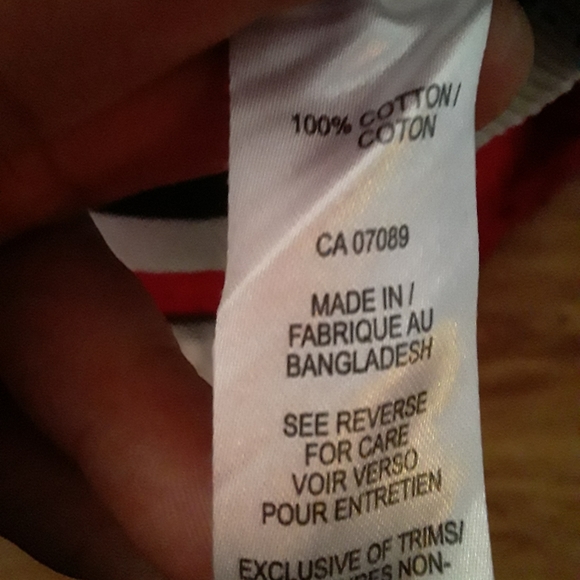 100% COTTON/
COTON
CA 07089
MADE IN /
FABRIQUE AU
BANGLADESH
SEE REVERSE
FOR CARE
VOIR VERSO
POUR ENTRETIEN
EXCLUSIVE OF TRIMS/
NON-